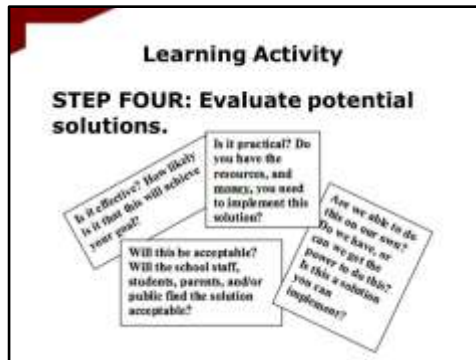 Learning Activity
STEP FOUR: Evaluate potential
solutions.
Is it effective? How likely
is it that this will achieve
your goal?
Is it practical? Do
you have the
resources, and
money, you need
to implement this
solution?
Will this be acceptable?
Will the school staff,
students, parents, and/or
public find the solution
acceptable?
Are we able to do
this on our own?
Do we have, or
can we get the
power to do this?
Is this a solution
you can
implement?